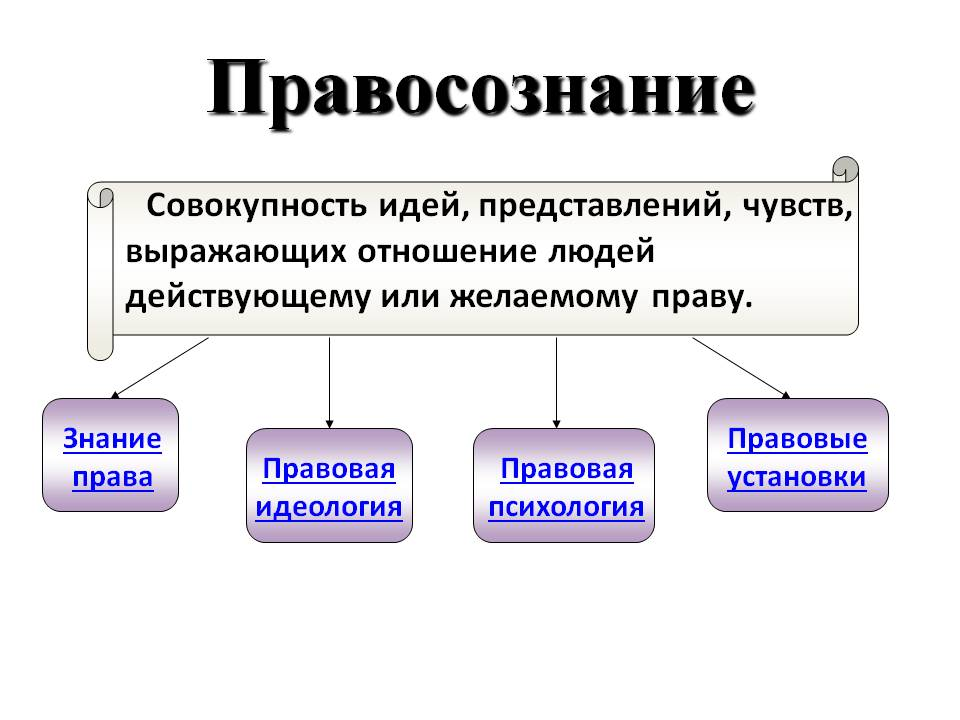 Правосознание
Совокупность идей, представлений, чувств,
выражающих отношение людей
действующему или желаемому праву.
Знание
права
Правовая
идеология
Правовая
психология
Правовые
установки